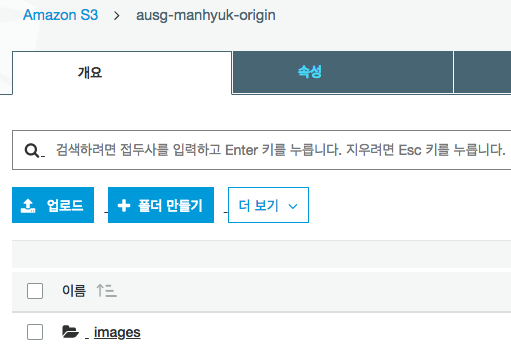 Amazon S3 > ausg-manhyuk-origin
개요 속성
검색하려면 접두사를 입력하고 Enter 키를 누릅니다. 지우려면 Esc 키를 누릅니다.
업로드 폴더 만들기 더 보기
이름
images